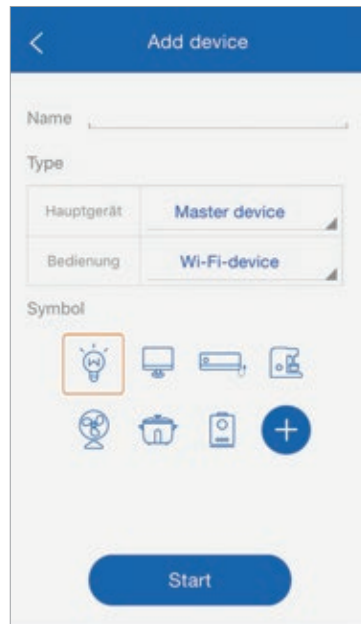 Add device
Name
Type
Hauptgerät Master device
Bedienung Wi-Fi-device
Symbol
Start